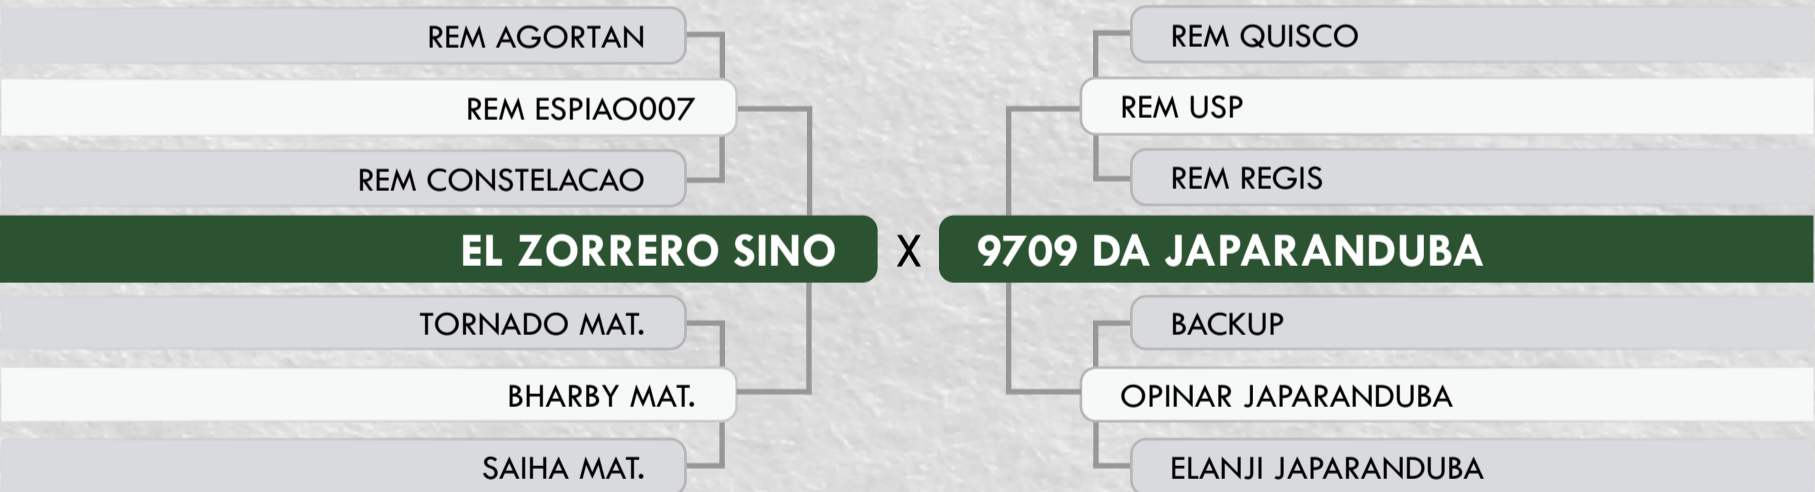 REM AGORTAN
REM ESPIAO007
REM CONSTELACAO
EL ZORRERO SINO
TORNADO MAT.
BHARBY MAT.
SAIHA MAT.
X
REM QUISCO
REM USP
REM REGIS
9709 DA JAPARANDUBA
BACKUP
OPINAR JAPARANDUBA
ELANJI JAPARANDUBA